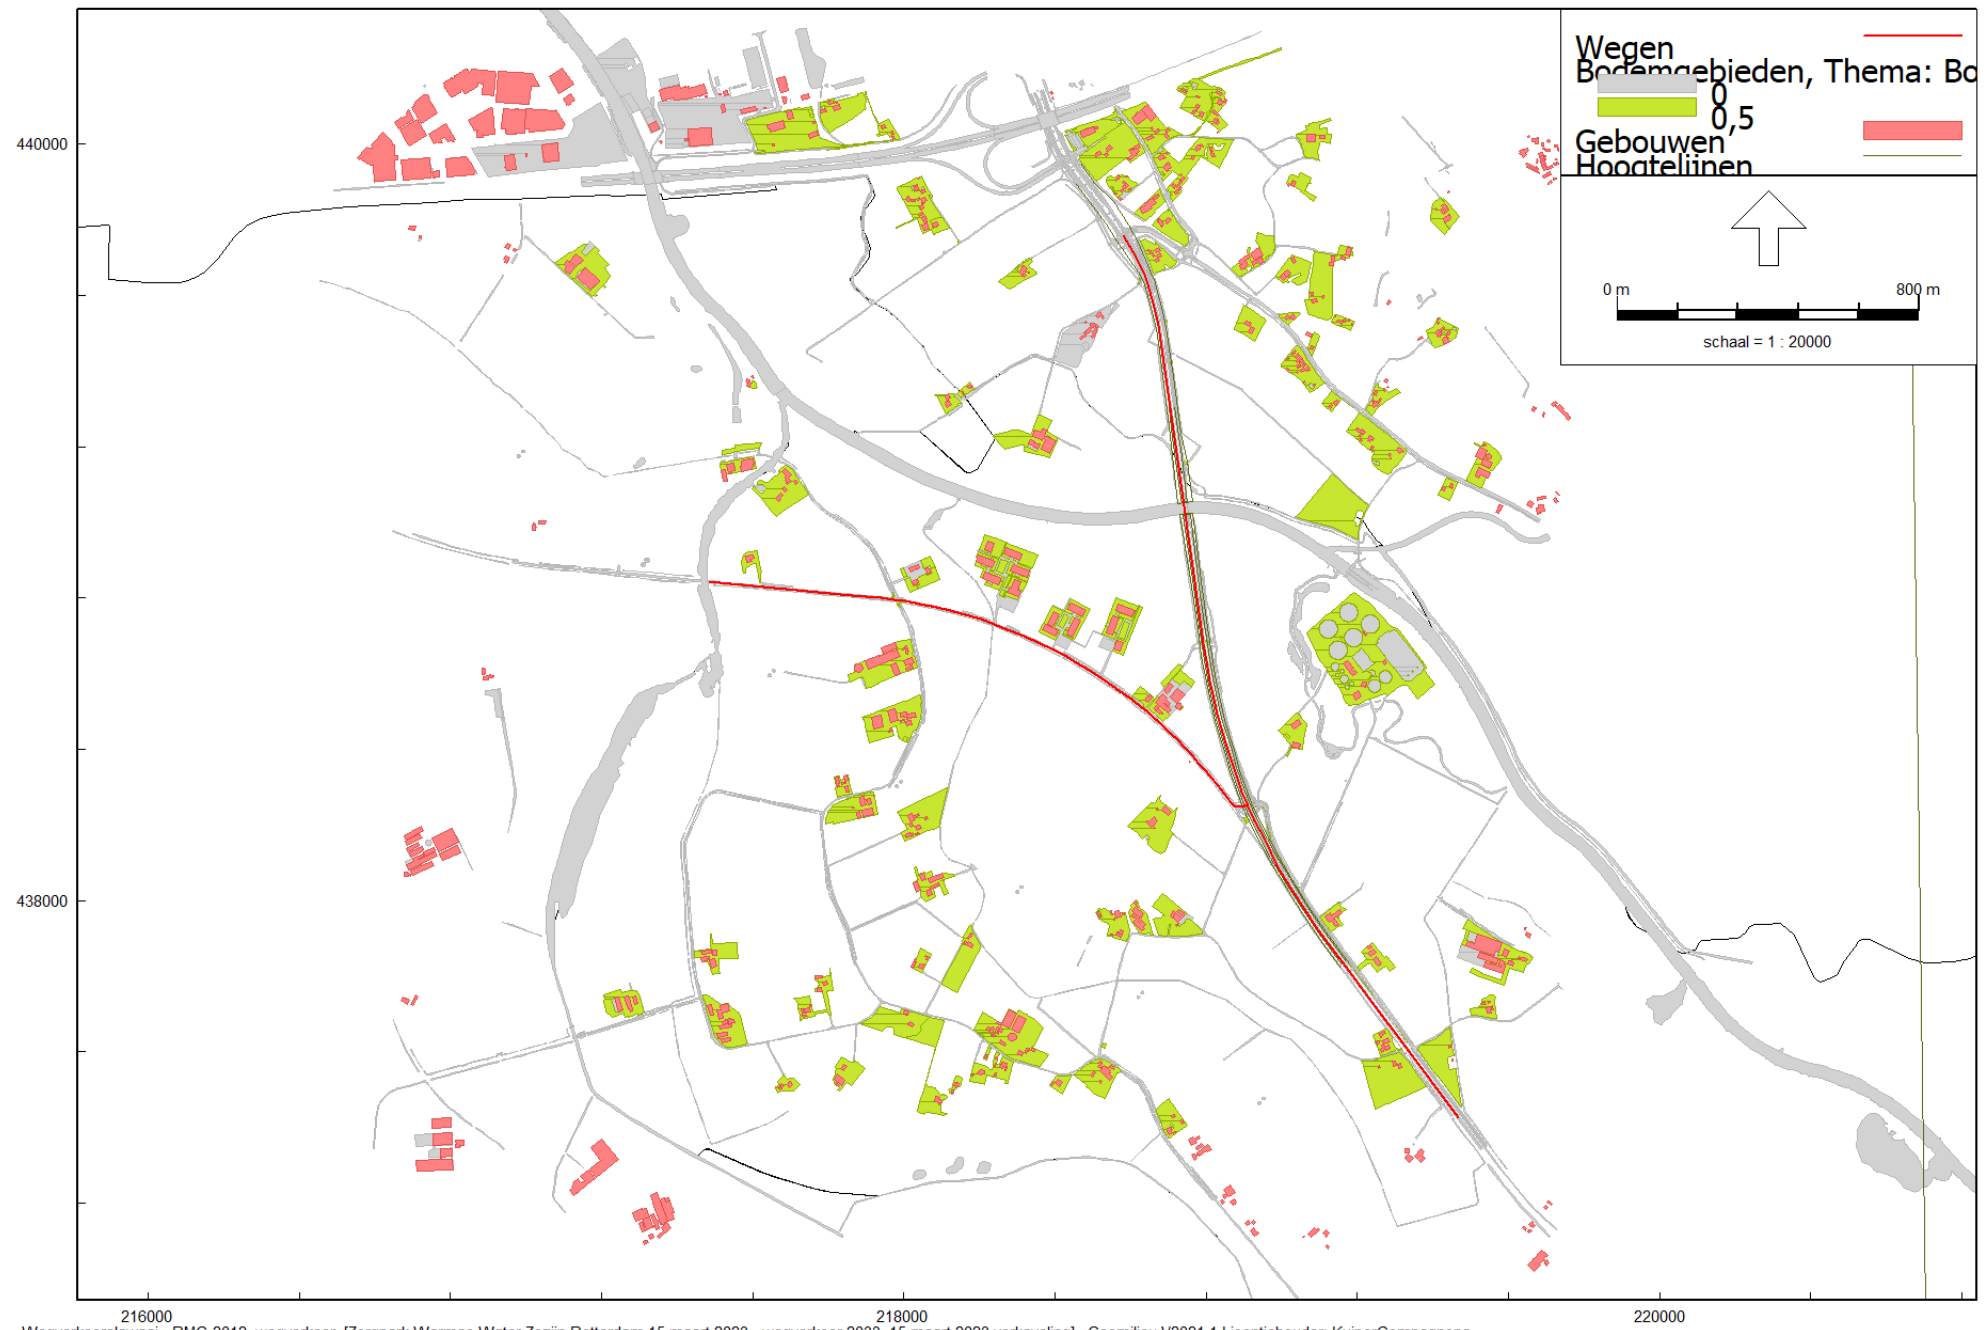 Wegen
Bodemgebieden, Thema: Bo
0
0,5
Gebouwen
Hoogtelijnen
0 m 800 m
schaal = 1 : 20000
440000
438000
216000 218000 220000